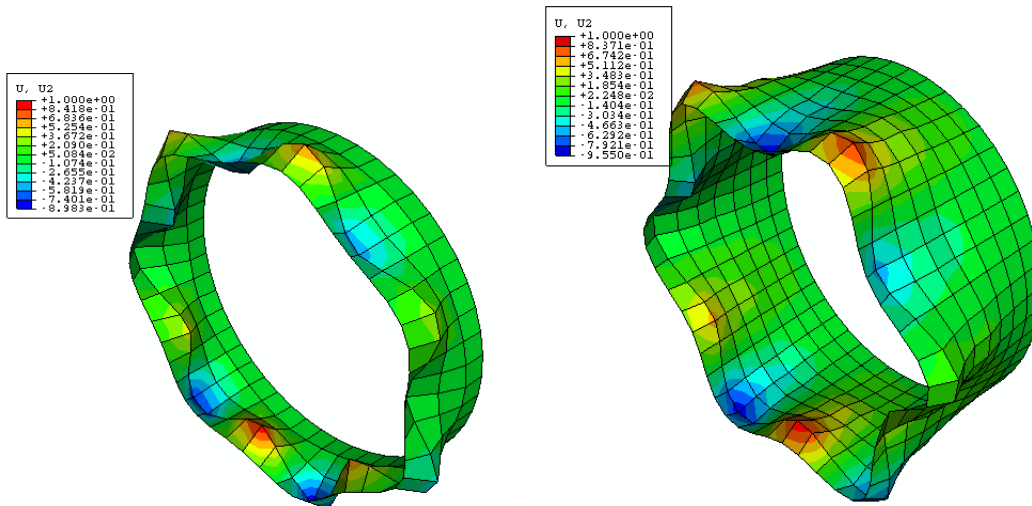 U, U2
+1.000e+00
+8.418e-01
+6.836e-01
+5.254e-01
+3.672e-01
+2.090e-01
+5.084e-02
-1.074e-01
-2.655e-01
-4.237e-01
-5.819e-01
-7.401e-01
-8.983e-01
U, U2
+1.000e+00
+8.371e-01
+6.742e-01
+5.112e-01
+3.483e-01
+1.854e-01
+2.248e-02
-1.404e-01
-3.034e-01
-4.663e-01
-6.292e-01
-7.921e-01
-9.550e-01